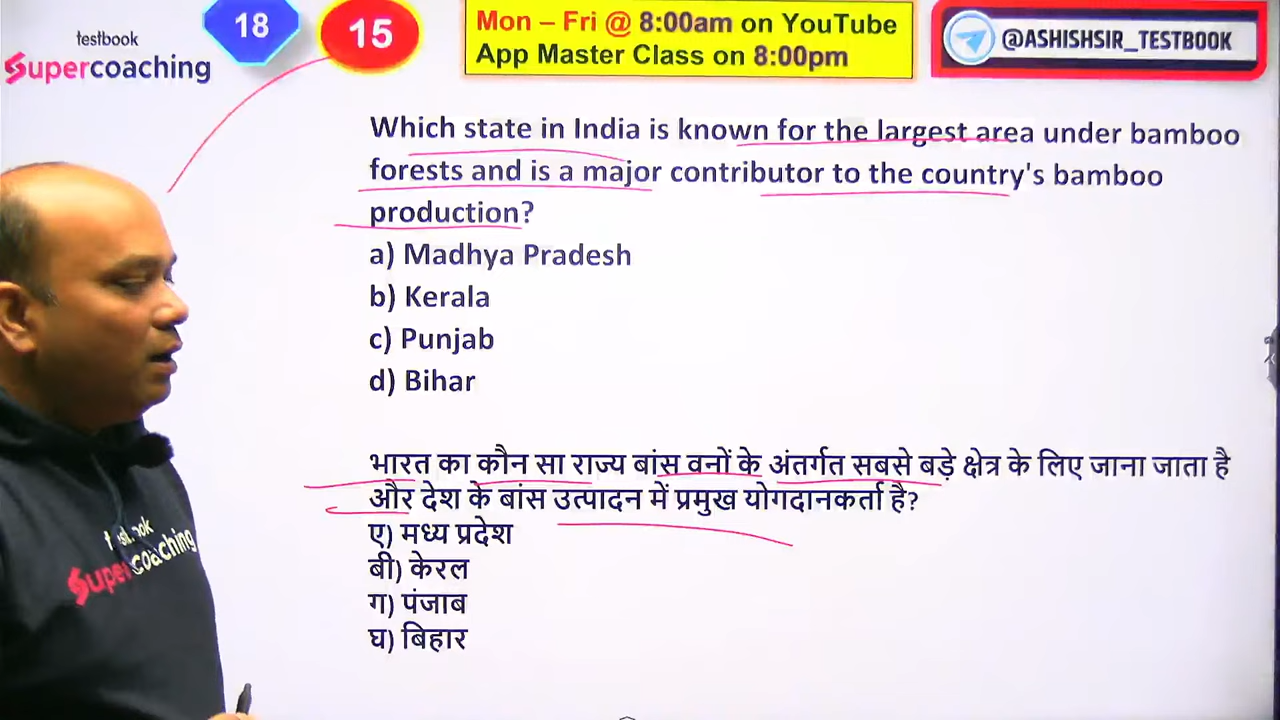 testbook
Supercoaching
18
15
Mon – Fri @ 8:00am on YouTube
App Master Class on 8:00pm
@ASHISHSIR_TESTBOOK
Which state in India is known for the largest area under bamboo
forests and is a major contributor to the country's bamboo
production?
a) Madhya Pradesh
b) Kerala
c) Punjab
d) Bihar
भारत का कौन सा राज्य बांस वनों के अंतर्गत सबसे बड़े क्षेत्र के लिए जाना जाता है
और देश के बांस उत्पादन में प्रमुख योगदानकर्ता है?
ए) मध्य प्रदेश
बी) केरल
ग) पंजाब
घ) बिहार
testbook
Supercoaching